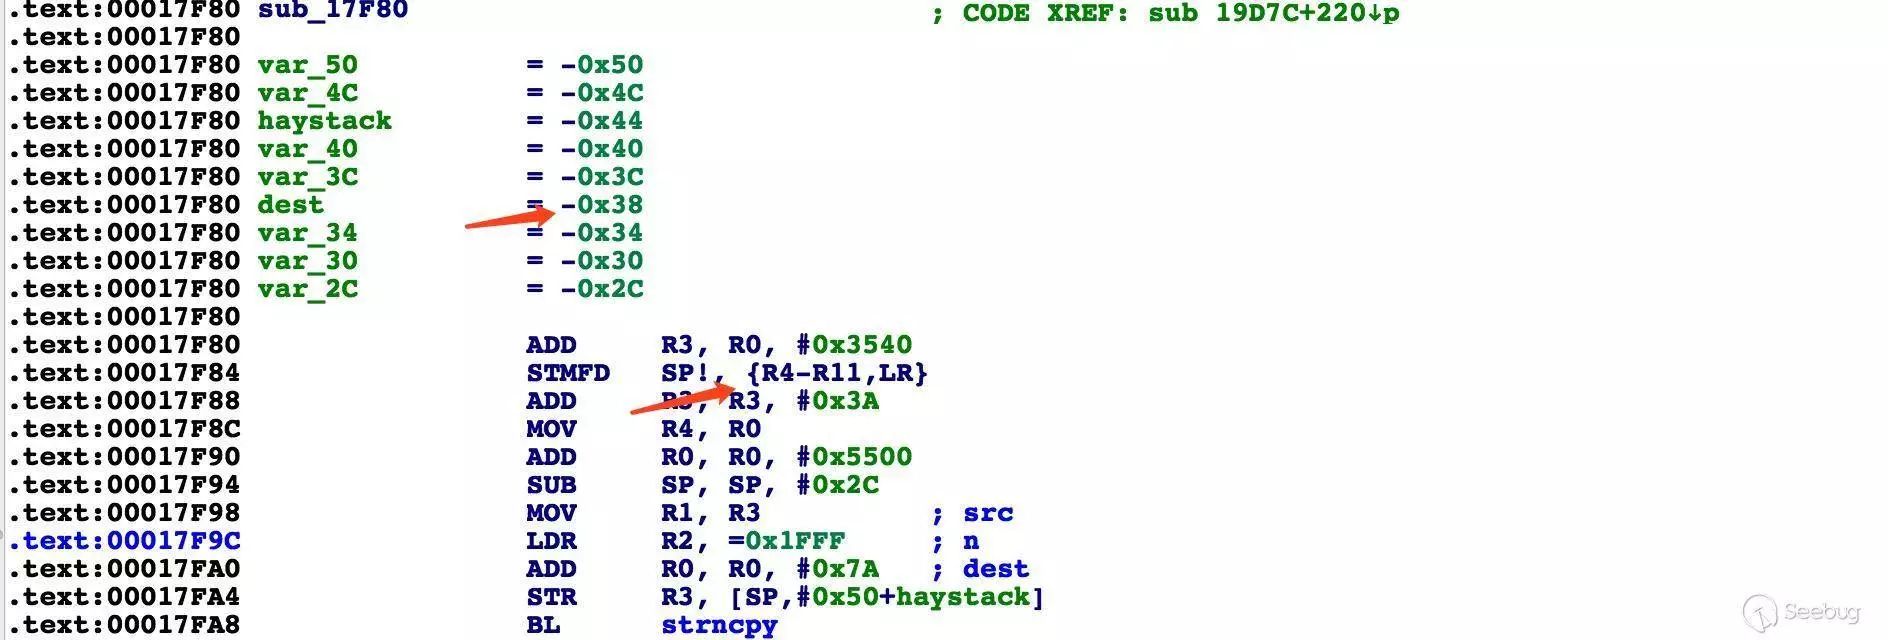 .text:00017F80 sub_17F80 ; CODE XREF: sub_19D7C+220↓p
.text:00017F80
.text:00017F80 var_50 = -0x50
.text:00017F80 var_4C = -0x4C
.text:00017F80 haystack = -0x44
.text:00017F80 var_40 = -0x40
.text:00017F80 var_3C = -0x3C
.text:00017F80 dest = -0x38
.text:00017F80 var_34 = -0x34
.text:00017F80 var_30 = -0x30
.text:00017F80 var_2C = -0x2C
.text:00017F80
.text:00017F80 ADD R3, R0, #0x3540
.text:00017F84 STMFD SP!, {R4-R11,LR}
.text:00017F88 ADD R3, R3, #0x3A
.text:00017F8C MOV R4, R0
.text:00017F90 ADD R0, R0, #0x5500
.text:00017F94 SUB SP, SP, #0x2C
.text:00017F98 MOV R1, R3 ; src
.text:00017F9C LDR R2, =0x1FFF ; n
.text:00017FA0 ADD R0, R0, #0x7A ; dest
.text:00017FA4 STR R3, [SP,#0x50+haystack]
.text:00017FA8 BL strncpy
Seebug